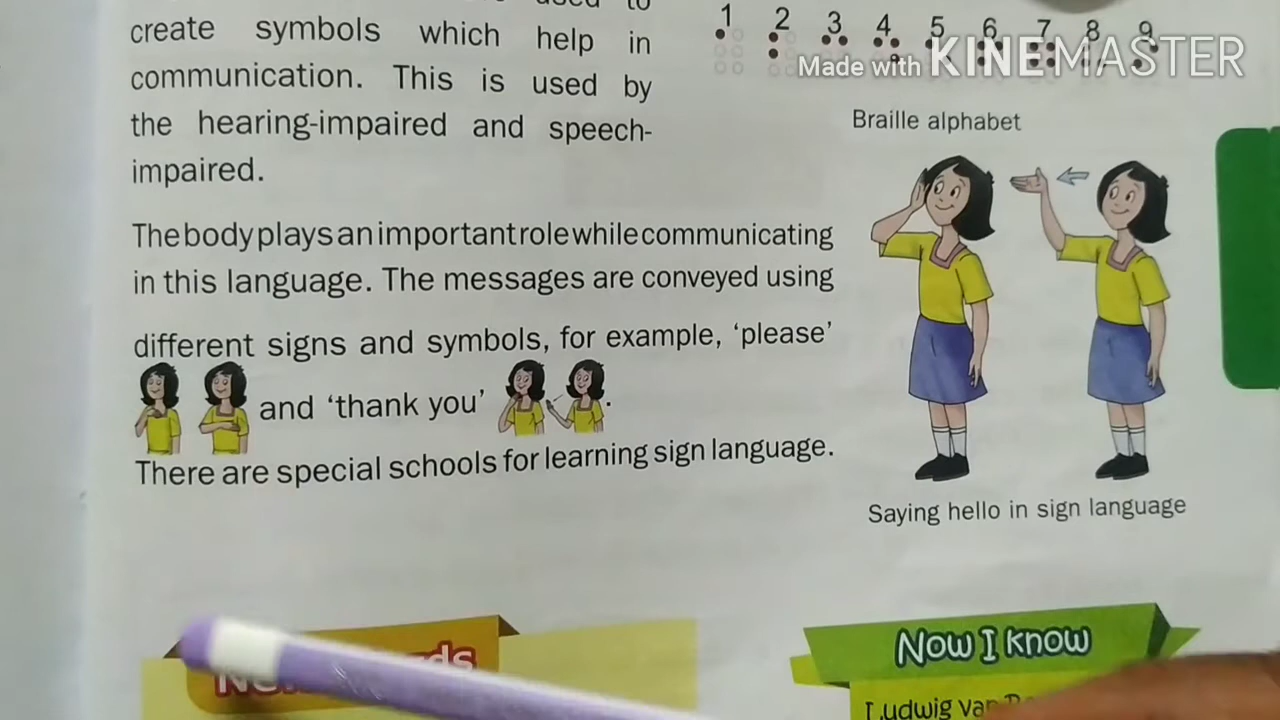 create symbols which help in
communication. This is used by
the hearing-impaired and speech-
impaired.
The body plays an important role while communicating
in this language. The messages are conveyed using
different signs and symbols, for example, ‘please’
and ‘thank you’ .
There are special schools for learning sign language.
1 2 3 4 5 6 7 8 9
Made with KINEMASTER
Braille alphabet
Saying hello in sign language
Now I know
Ludwig van